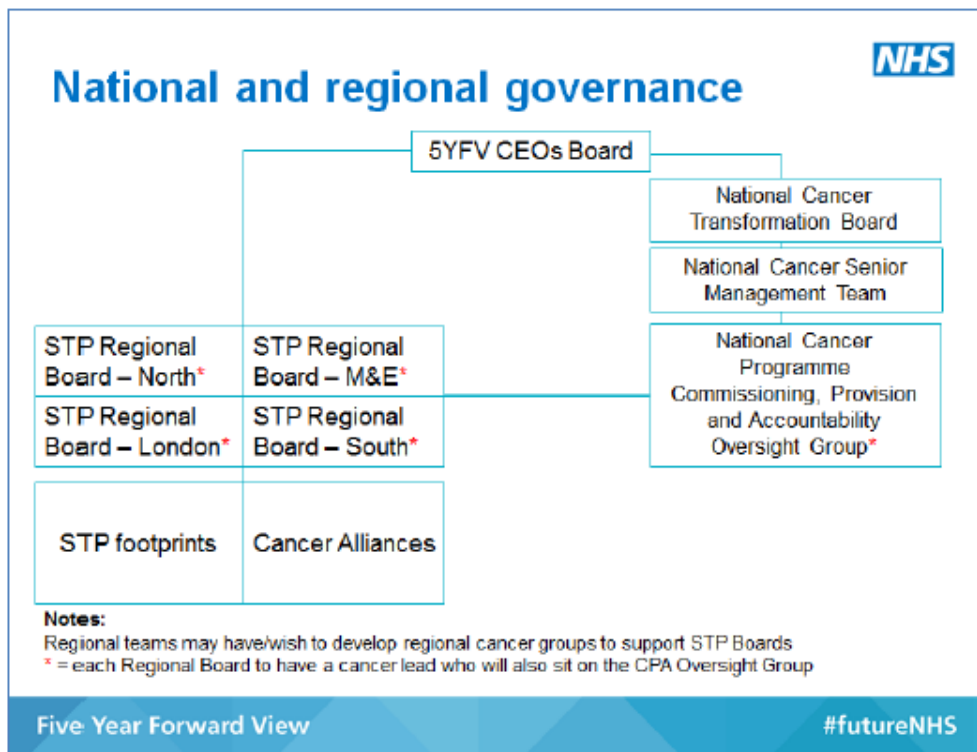 NHS
National and regional governance
5YFV CEOs Board
National Cancer
Transformation Board
National Cancer Senior
Management Team
STP Regional
Board – North*
STP Regional
Board – M&E*
National Cancer
Programme
Commissioning, Provision
and Accountability
Oversight Group*
STP Regional
Board – London*
STP Regional
Board – South*
STP footprints
Cancer Alliances
Notes:
Regional teams may have/wish to develop regional cancer groups to support STP Boards
* = each Regional Board to have a cancer lead who will also sit on the CPA Oversight Group
Five Year Forward View
#futureNHS